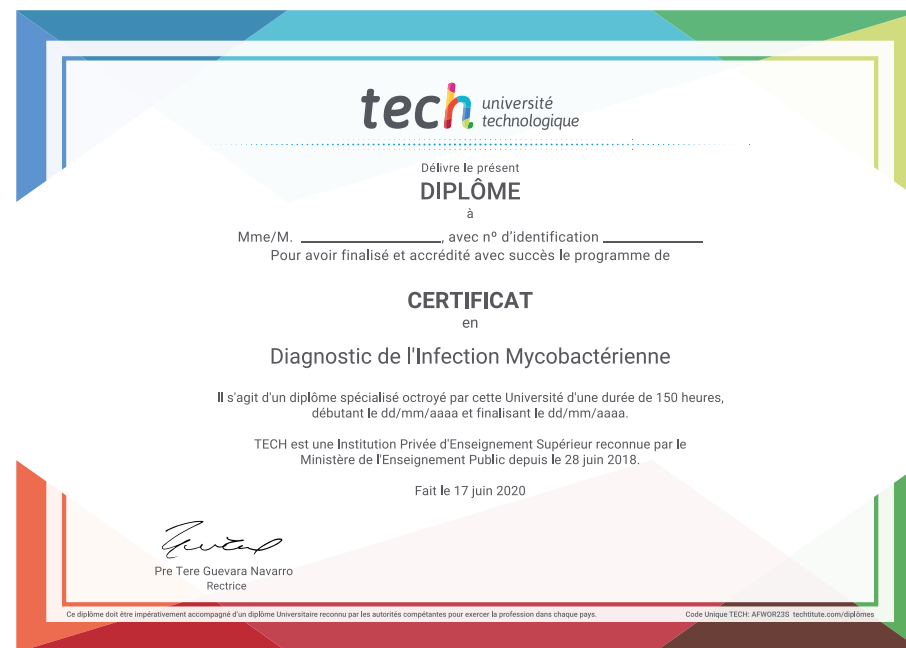 tech université
technologique
Délivre le présent
DIPLÔME
à
Mme/M. ____________________, avec nº d'identification ______________
Pour avoir finalisé et accrédité avec succès le programme de
CERTIFICAT
en
Diagnostic de l'Infection Mycobactérienne
Il s'agit d'un diplôme spécialisé octroyé par cette Université d'une durée de 150 heures,
débutant le dd/mm/aaaa et finalisant le dd/mm/aaaa.
TECH est une Institution Privée d'Enseignement Supérieur reconnue par le
Ministère de l'Enseignement Public depuis le 28 juin 2018.
Fait le 17 juin 2020
Pre Tere Guevara Navarro
Rectrice
Ce diplôme doit être impérativement accompagné d'un diplôme Universitaire reconnu par les autorités compétantes pour exercer la profession dans chaque pays.
Code Unique TECH: AFWOR23S techtitute.com/diplômes